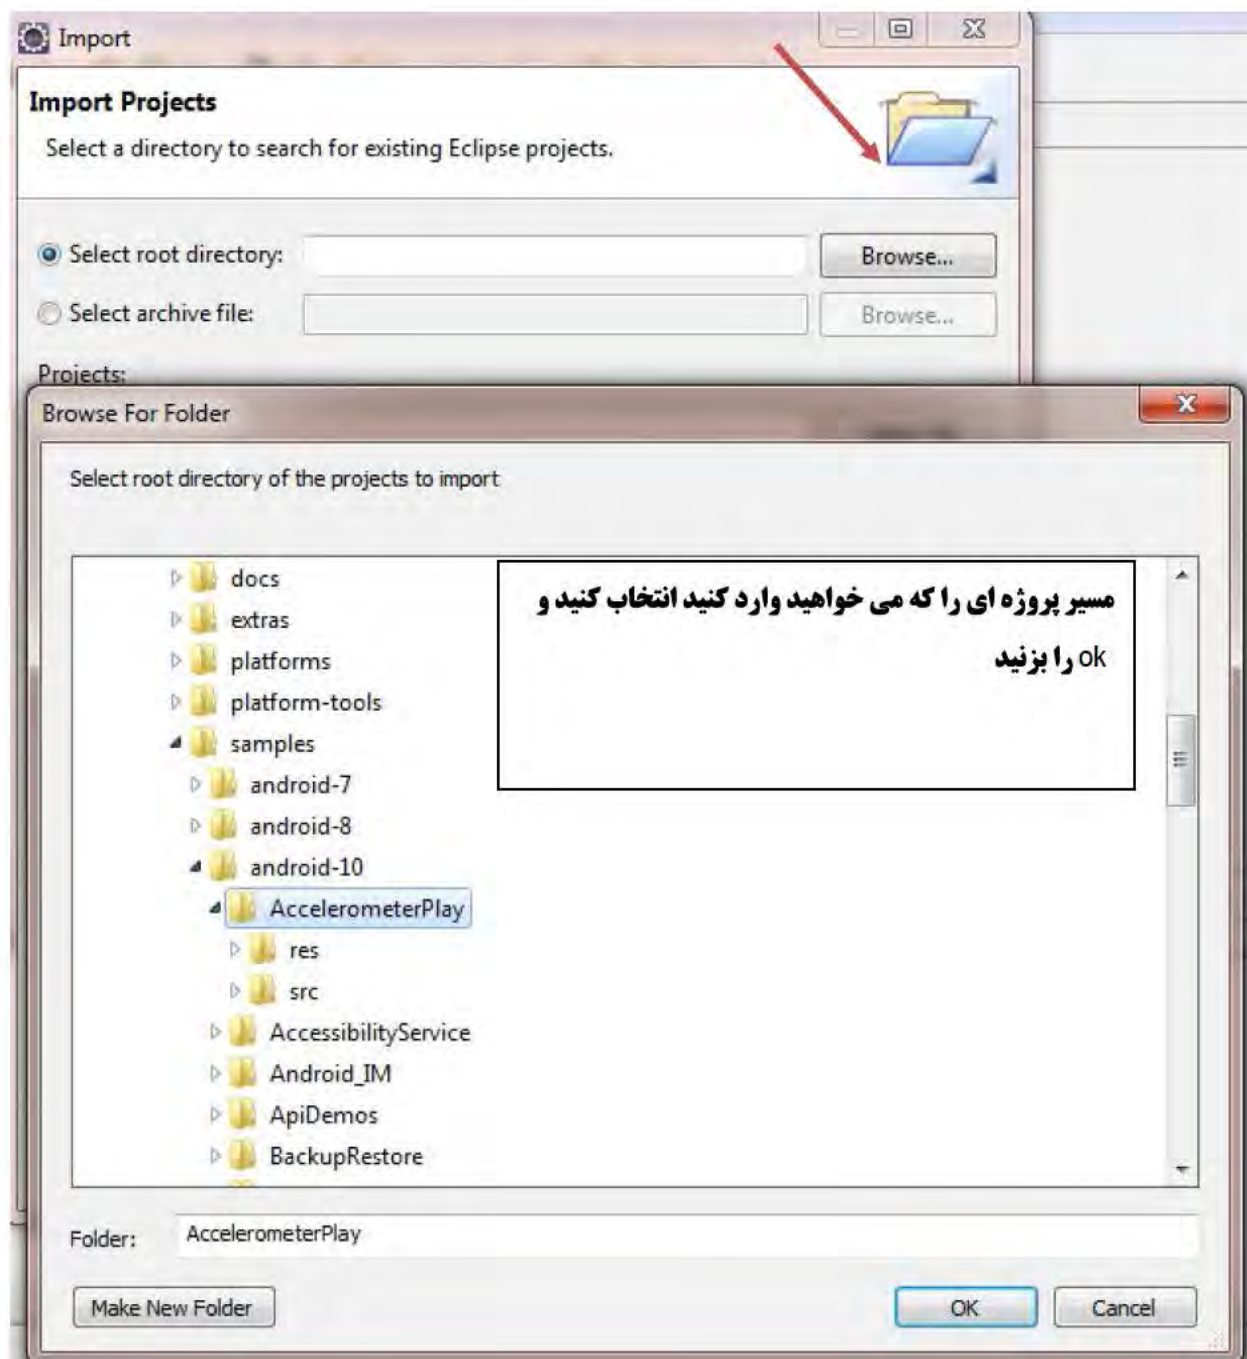 Import
Import Projects
Select a directory to search for existing Eclipse projects.
Select root directory:
Browse...
Select archive file:
Browse...
Projects:
Browse For Folder
Select root directory of the projects to import
مسیر پروژه ای را که می خواهید وارد کنید انتخاب کنید و
ok را بزنید
docs
extras
platforms
platform-tools
samples
android-7
android-8
android-10
AccelerometerPlay
res
src
AccessibilityService
Android_IM
ApiDemos
BackupRestore
Folder:
AccelerometerPlay
Make New Folder
OK
Cancel